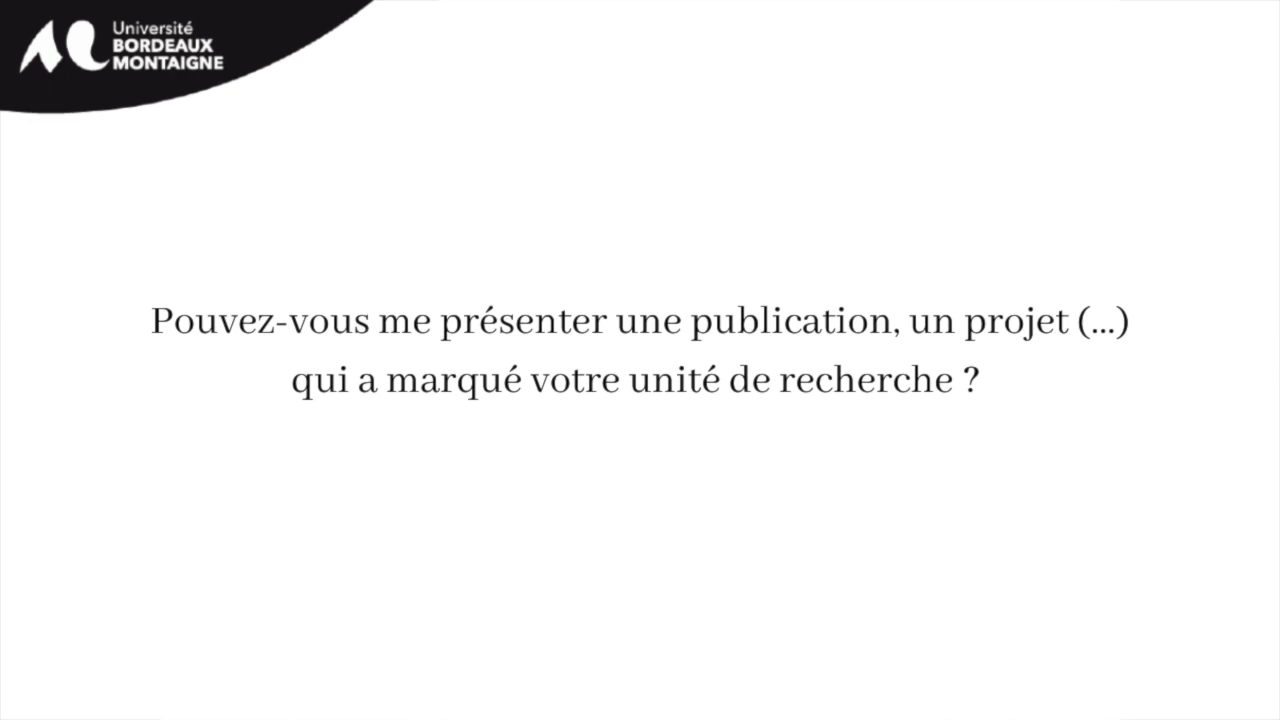 Université
BORDEAUX
MONTAIGNE
Pouvez-vous me présenter une publication, un projet (...)
qui a marqué votre unité de recherche ?